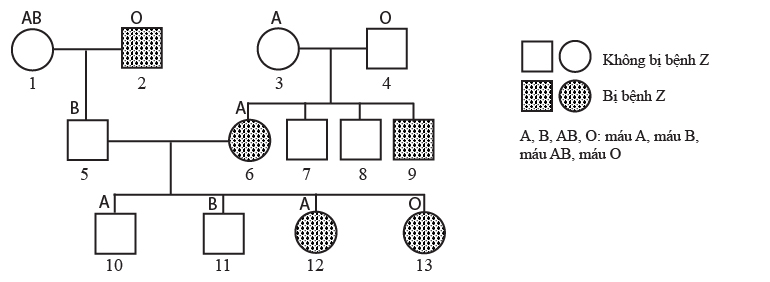 AB O A O
1 2 3 4
B A
5 6 7 8 9
A B A O
10 11 12 13
Không bị bệnh Z
Bị bệnh Z
A, B, AB, O: máu A, máu B,
máu AB, máu O